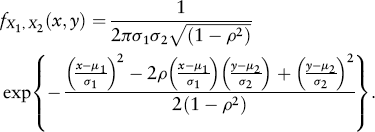 f_{X_1, X_2}(x, y) = \frac{1}{2\pi\sigma_1\sigma_2\sqrt{(1-\rho^2)}}
\exp\left\{-\frac{\left(\frac{x-\mu_1}{\sigma_1}\right)^2 - 2\rho\left(\frac{x-\mu_1}{\sigma_1}\right)\left(\frac{y-\mu_2}{\sigma_2}\right) + \left(\frac{y-\mu_2}{\sigma_2}\right)^2}{2(1-\rho^2)}\right\}.